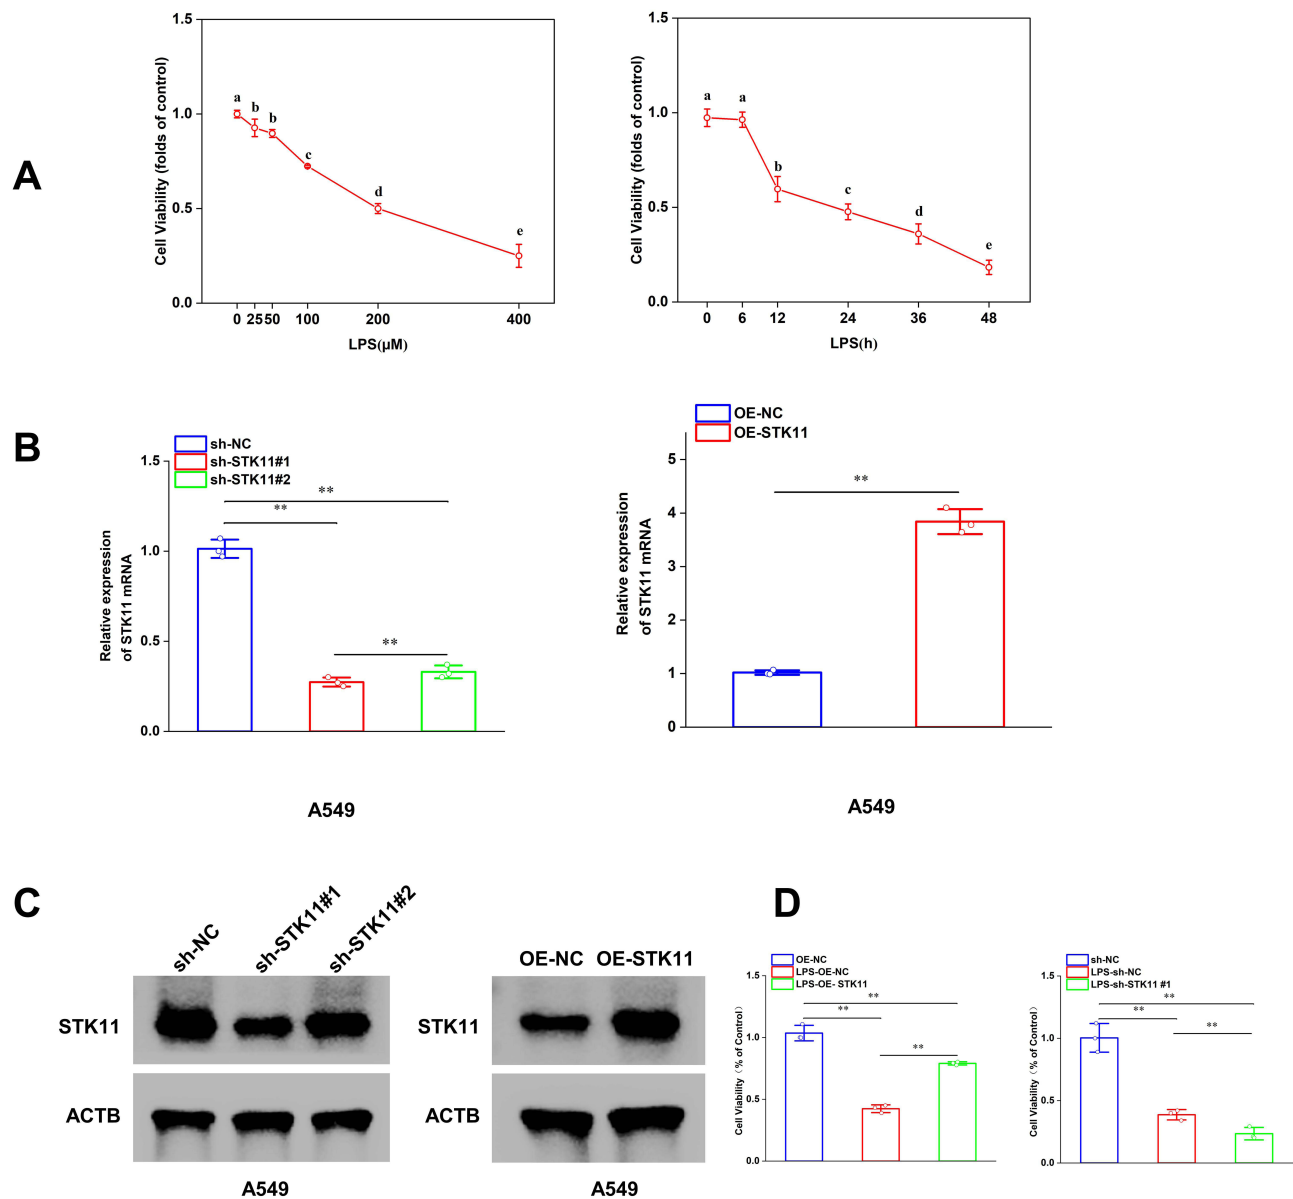 A
1.5
1.0
0.5
0.0
Cell Viability (folds of control)
a
b
b
c
d
e
0 25 50 100 200 400
LPS(μM)
1.5
1.0
0.5
0.0
Cell Viability (folds of control)
a
a
b
c
d
e
0 6 12 24 36 48
LPS(h)
B
sh-NC
sh-STK11#1
sh-STK11#2
1.5
1.0
0.5
0.0
Relative expression
of STK11 mRNA
**
**
**
A549
OE-NC
OE-STK11
5
4
3
2
1
0
Relative expression
of STK11 mRNA
**
A549
C
sh-NC
sh-STK11#1
sh-STK11#2
STK11
ACTB
A549
OE-NC OE-STK11
STK11
ACTB
A549
D
OE-NC
LPS-OE-NC
LPS-OE- STK11
1.5
1.0
0.5
0.0
Cell Viability（% of Control）
**
**
**
sh-NC
LPS-sh-NC
LPS-sh-STK11 #1
1.5
1.0
0.5
0.0
Cell Viability（% of Control）
**
**
**